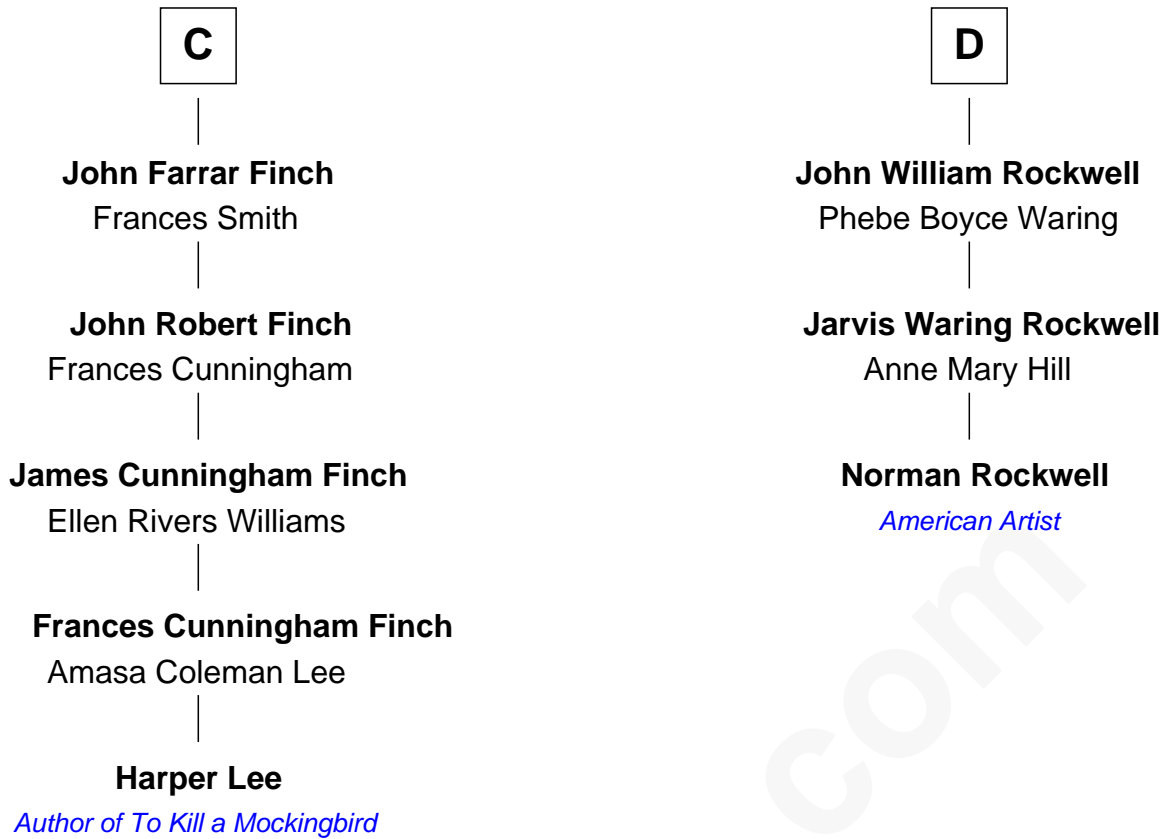 C
John Farrar Finch
Frances Smith
John Robert Finch
Frances Cunningham
James Cunningham Finch
Ellen Rivers Williams
Frances Cunningham Finch
Amasa Coleman Lee
Harper Lee
Author of To Kill a Mockingbird
D
John William Rockwell
Phebe Boyce Waring
Jarvis Waring Rockwell
Anne Mary Hill
Norman Rockwell
American Artist
com